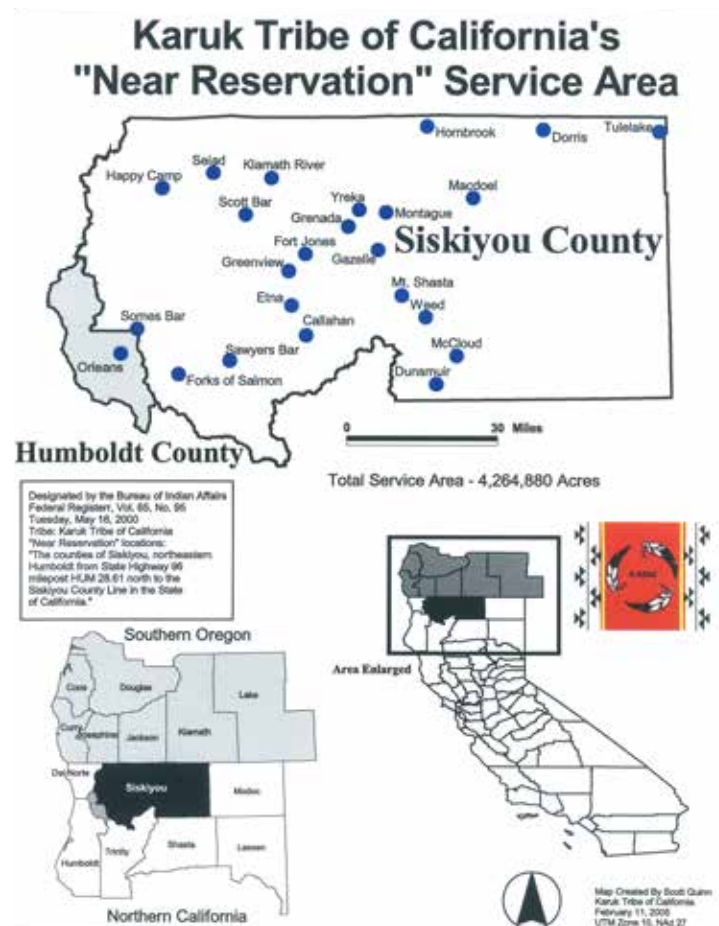 Karuk Tribe of California's
"Near Reservation" Service Area
Hornbrook
Dorris
Tulelake
Happy Camp
Seiad
Klamath River
Scott Bar
Yreka
Macdoel
Grenada
Montague
Siskiyou County
Fort Jones
Gazelle
Greenview
Etna
Mt. Shasta
Weed
Callahan
Somes Bar
Sawyers Bar
McCloud
Orleans
Forks of Salmon
Dunsmuir
0 30 Miles
Humboldt County
Total Service Area - 4,264,880 Acres
Designated by the Bureau of Indian Affairs
Federal Registerr, Vol. 65, No. 95
Tuesday, May 16, 2000
Tribe: Karuk Tribe of California
"Near Reservation" locations:
"The counties of Siskiyou, northeastern
Humboldt from State Highway 96
milepost HUM 28.61 north to the
Siskiyou County Line in the State
of California."
Southern Oregon
Coos
Douglas
Lake
Curry
Josephine
Jackson
Klamath
Del Norte
Siskiyou
Modoc
Humboldt
Trinity
Shasta
Lassen
Northern California
Area Enlarged
Map Created By Scott Quinn
Karuk Tribe of California
February 11, 2005
UTM Zone 10, NAd 27